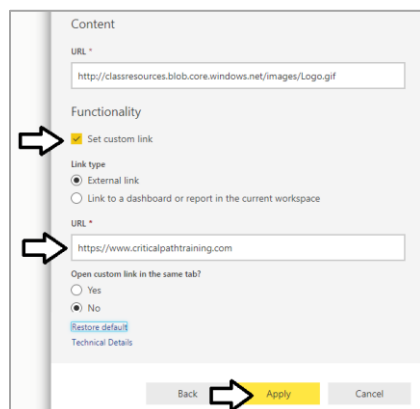 Content
URL *
http://classresources.blob.core.windows.net/images/Logo.gif
Functionality
Set custom link
Link type
External link
Link to a dashboard or report in the current workspace
URL *
https://www.criticalpathtraining.com
Open custom link in the same tab?
Yes
No
Restore default
Technical Details
Back Apply Cancel